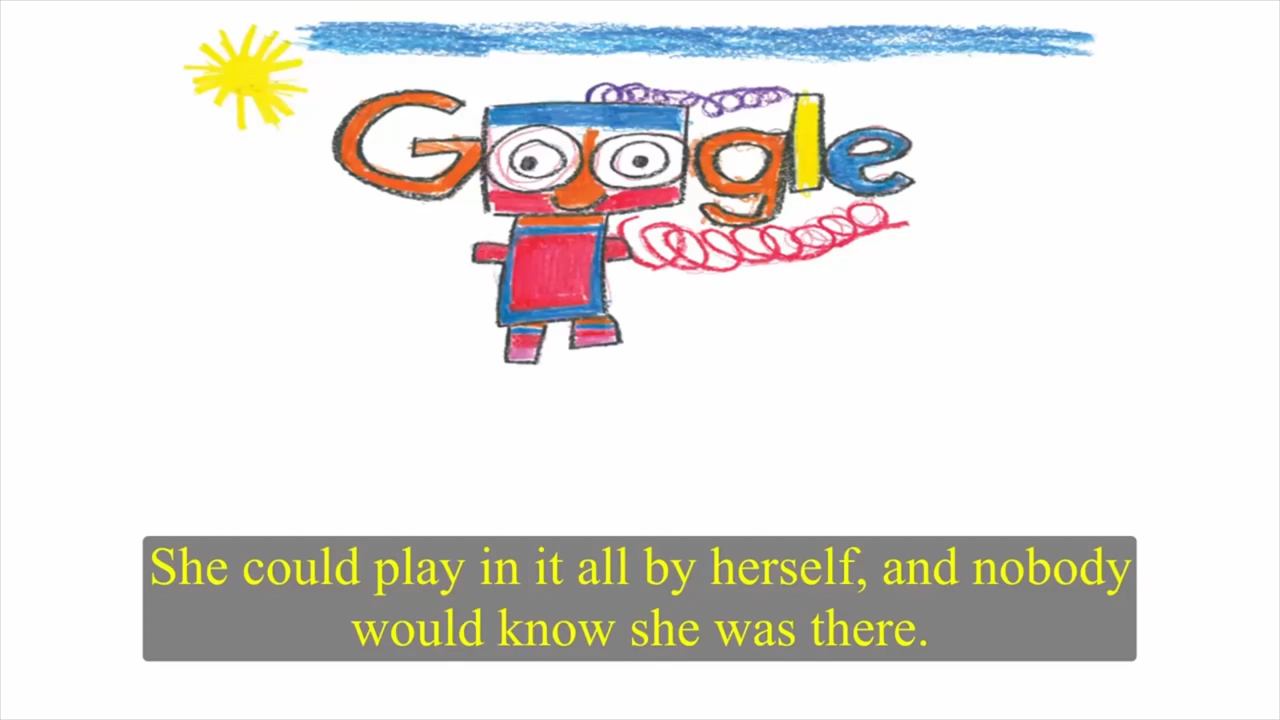 Google
She could play in it all by herself, and nobody
would know she was there.